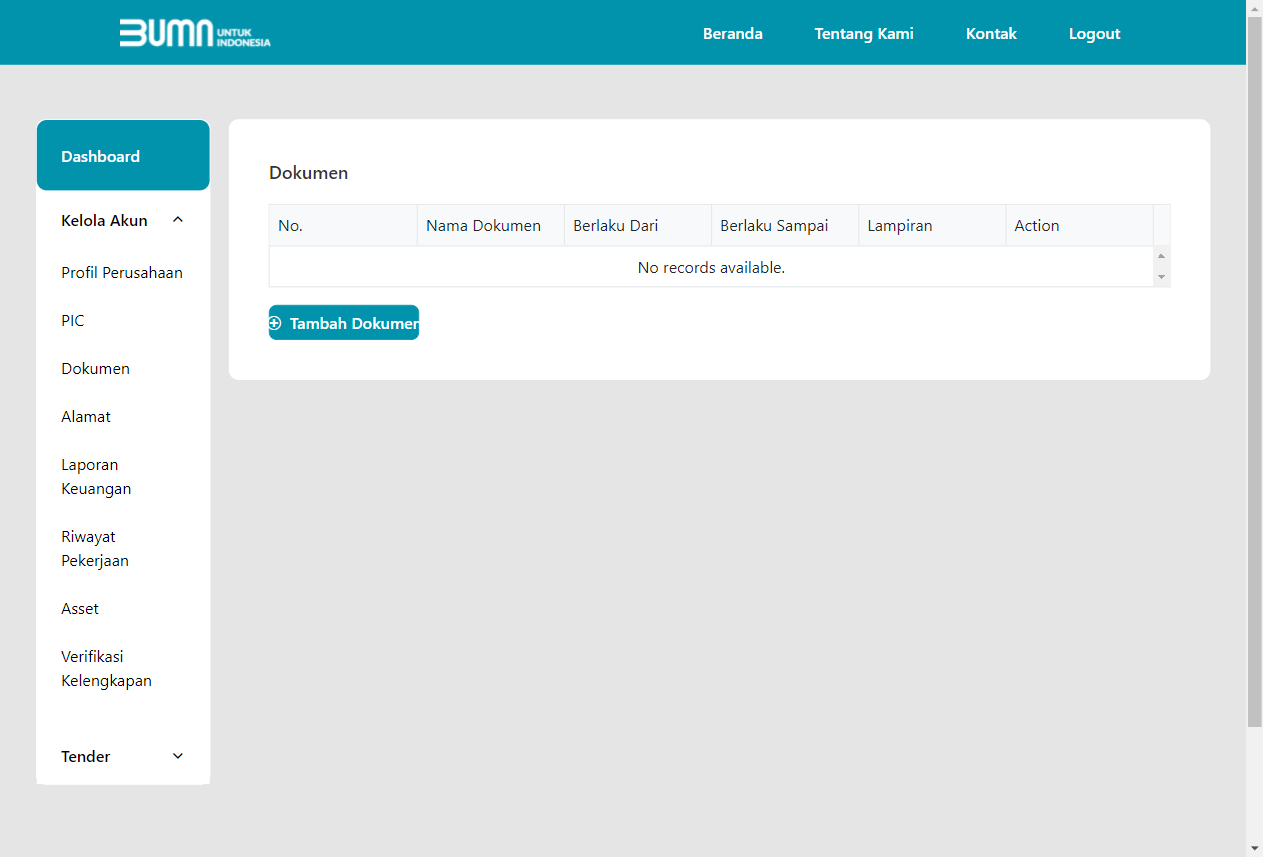 BUMN UNTUK INDONESIA
Beranda
Tentang Kami
Kontak
Logout
Dashboard
Kelola Akun
Profil Perusahaan
PIC
Dokumen
Alamat
Laporan
Keuangan
Riwayat
Pekerjaan
Asset
Verifikasi
Kelengkapan
Tender
Dokumen
No.
Nama Dokumen
Berlaku Dari
Berlaku Sampai
Lampiran
Action
No records available.
Tambah Dokumen